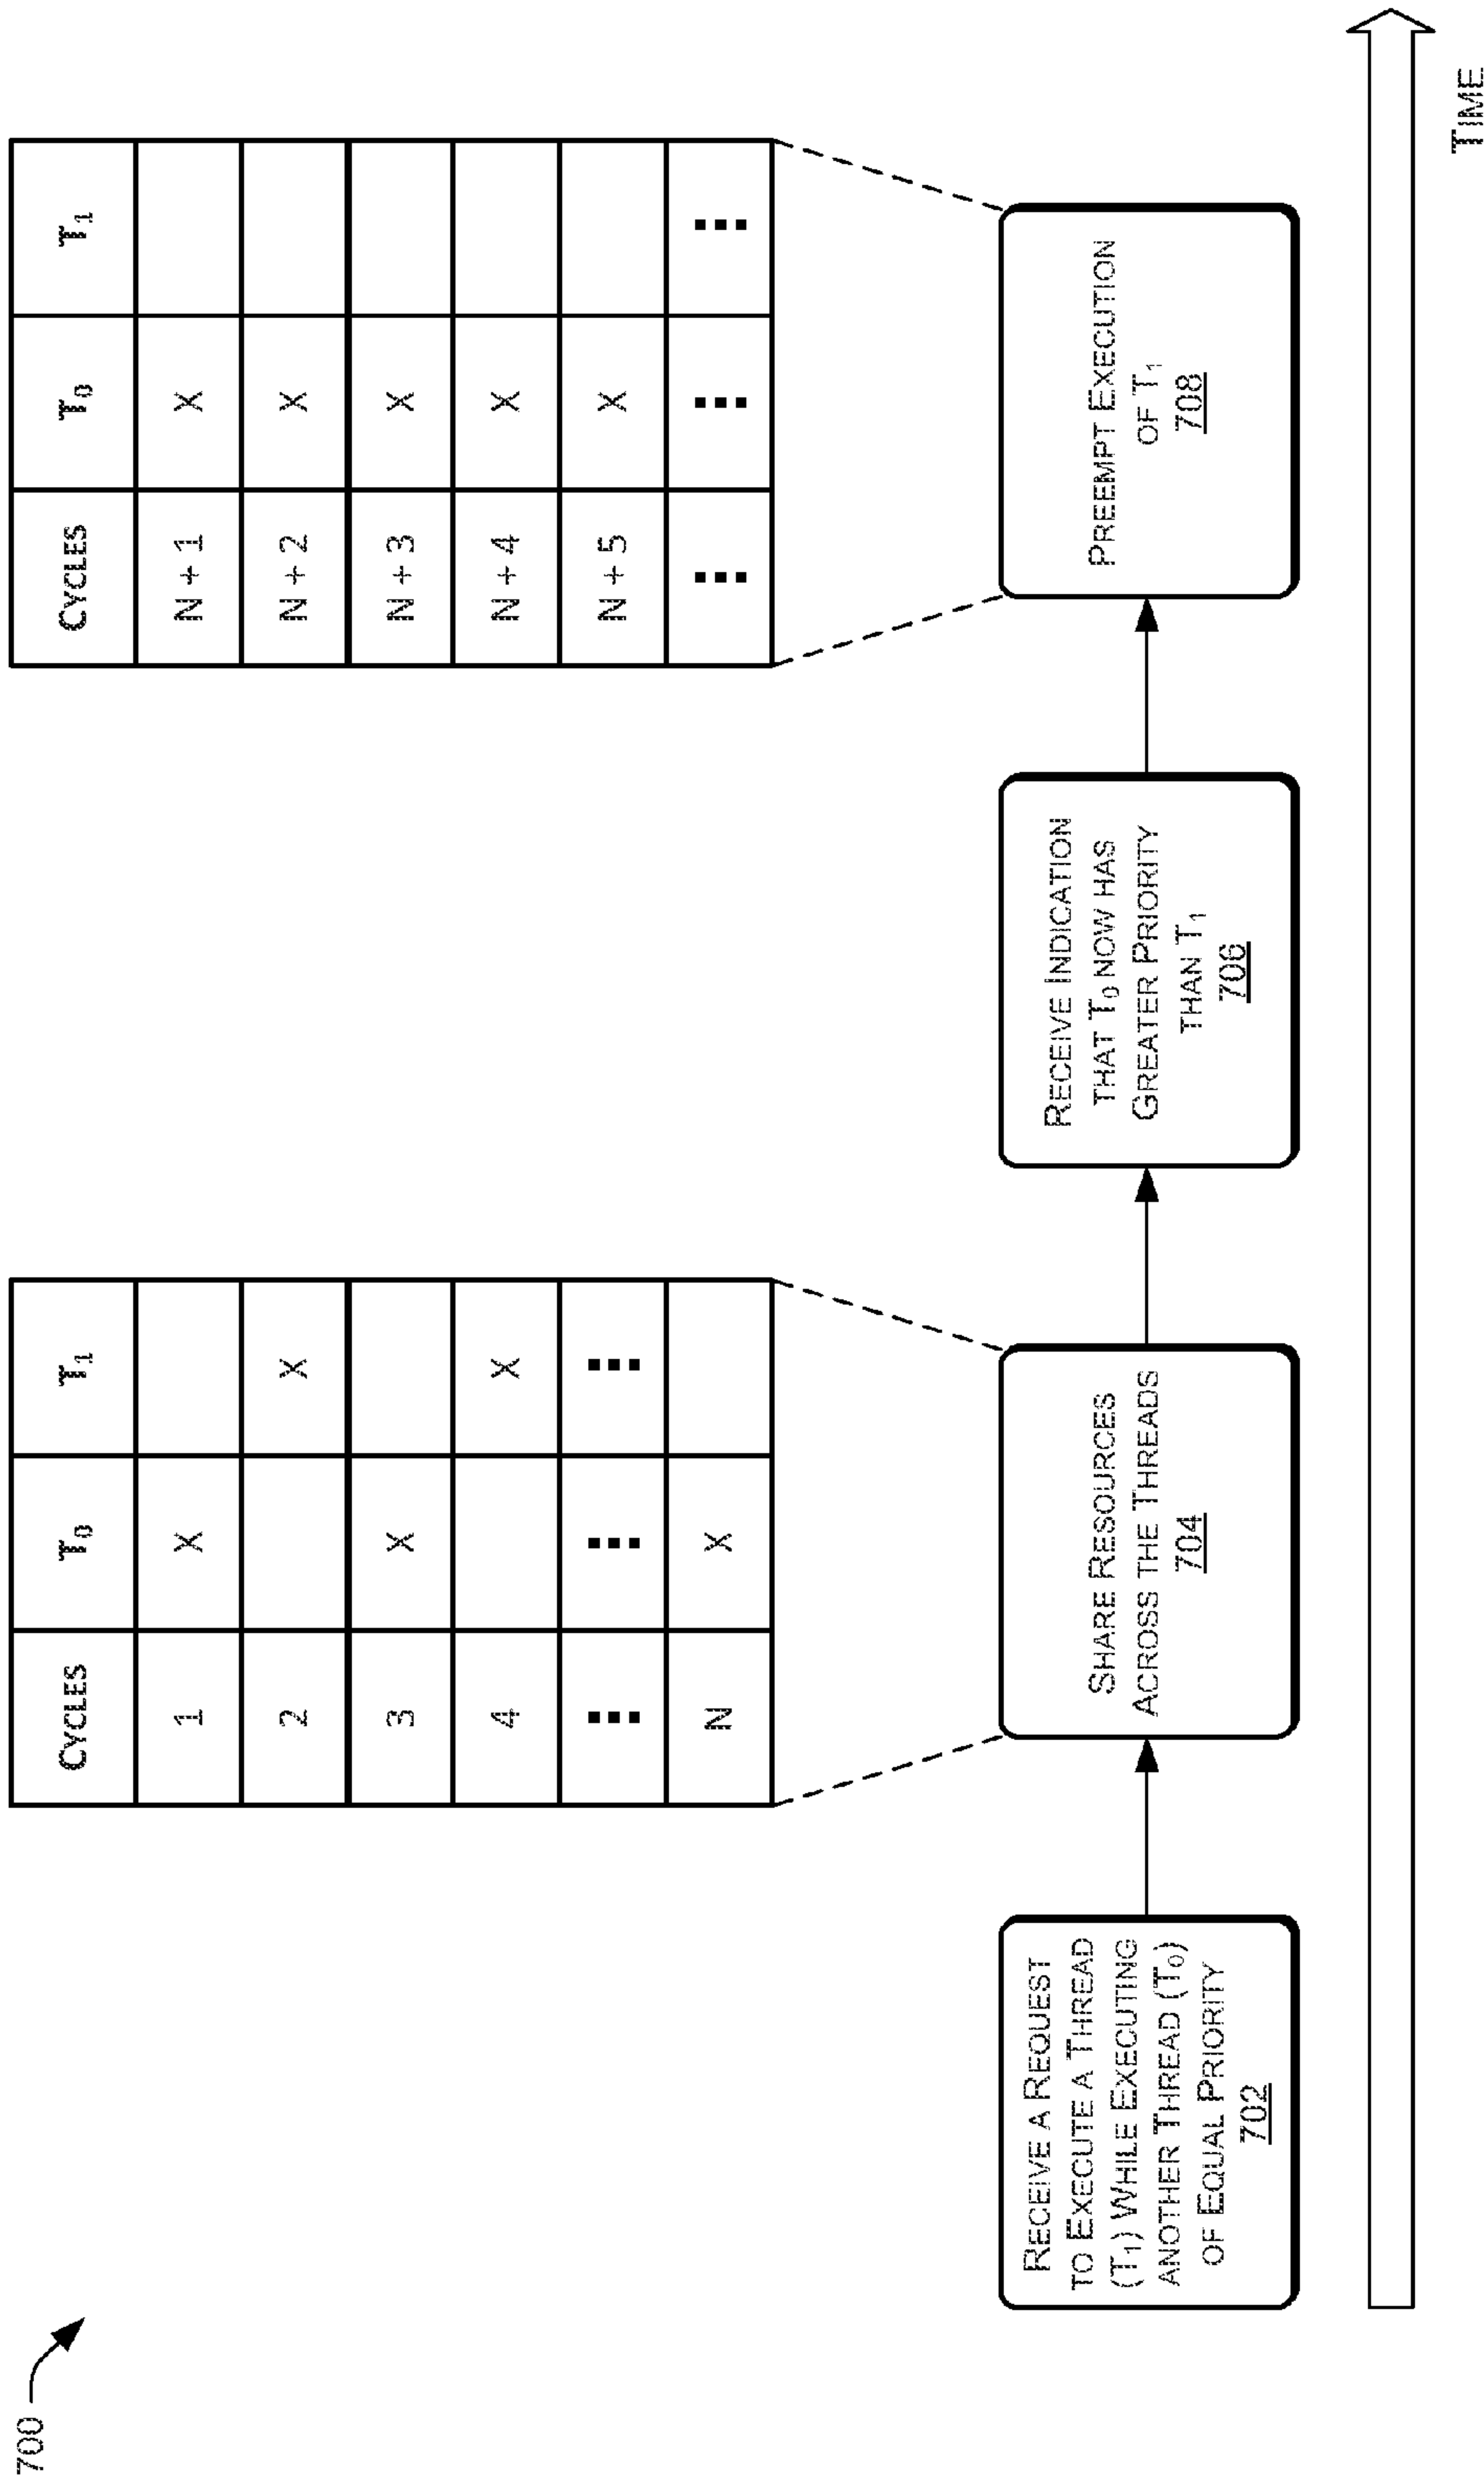 700
CYCLES T₀ T₁
1 X
2 X
3 X
4 X
⋮ ⋮ ⋮
N X
CYCLES T₀ T₁
N + 1 X
N + 2 X
N + 3 X
N + 4 X
N + 5 X
⋮ ⋮ ⋮
RECEIVE A REQUEST
TO EXECUTE A THREAD
(T₁) WHILE EXECUTING
ANOTHER THREAD (T₀)
OF EQUAL PRIORITY
702
SHARE RESOURCES
ACROSS THE THREADS
704
RECEIVE INDICATION
THAT T₀ NOW HAS
GREATER PRIORITY
THAN T₁
706
PREEMPT EXECUTION
OF T₁
708
TIME